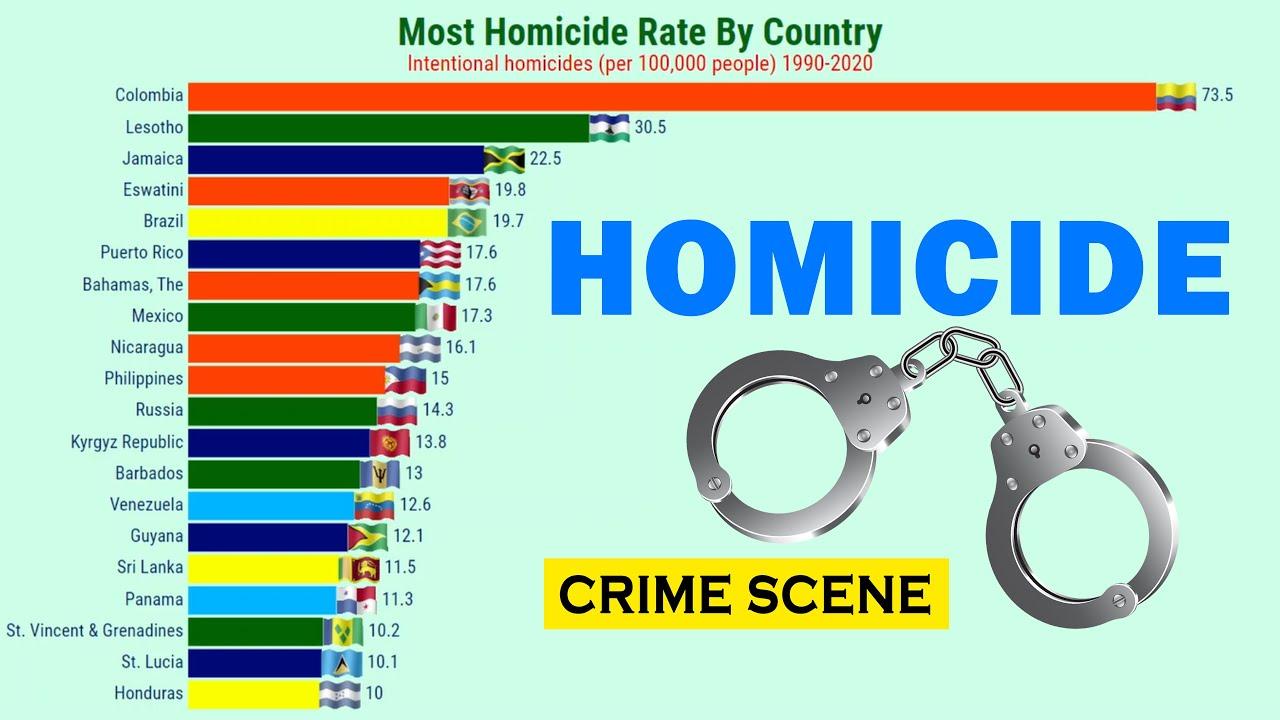 Most Homicide Rate By Country
Intentional homicides (per 100,000 people) 1990-2020
Colombia 73.5
Lesotho 30.5
Jamaica 22.5
Eswatini 19.8
Brazil 19.7
Puerto Rico 17.6
Bahamas, The 17.6
Mexico 17.3
Nicaragua 16.1
Philippines 15
Russia 14.3
Kyrgyz Republic 13.8
Barbados 13
Venezuela 12.6
Guyana 12.1
Sri Lanka 11.5
Panama 11.3
St. Vincent & Grenadines 10.2
St. Lucia 10.1
Honduras 10
HOMICIDE
CRIME SCENE